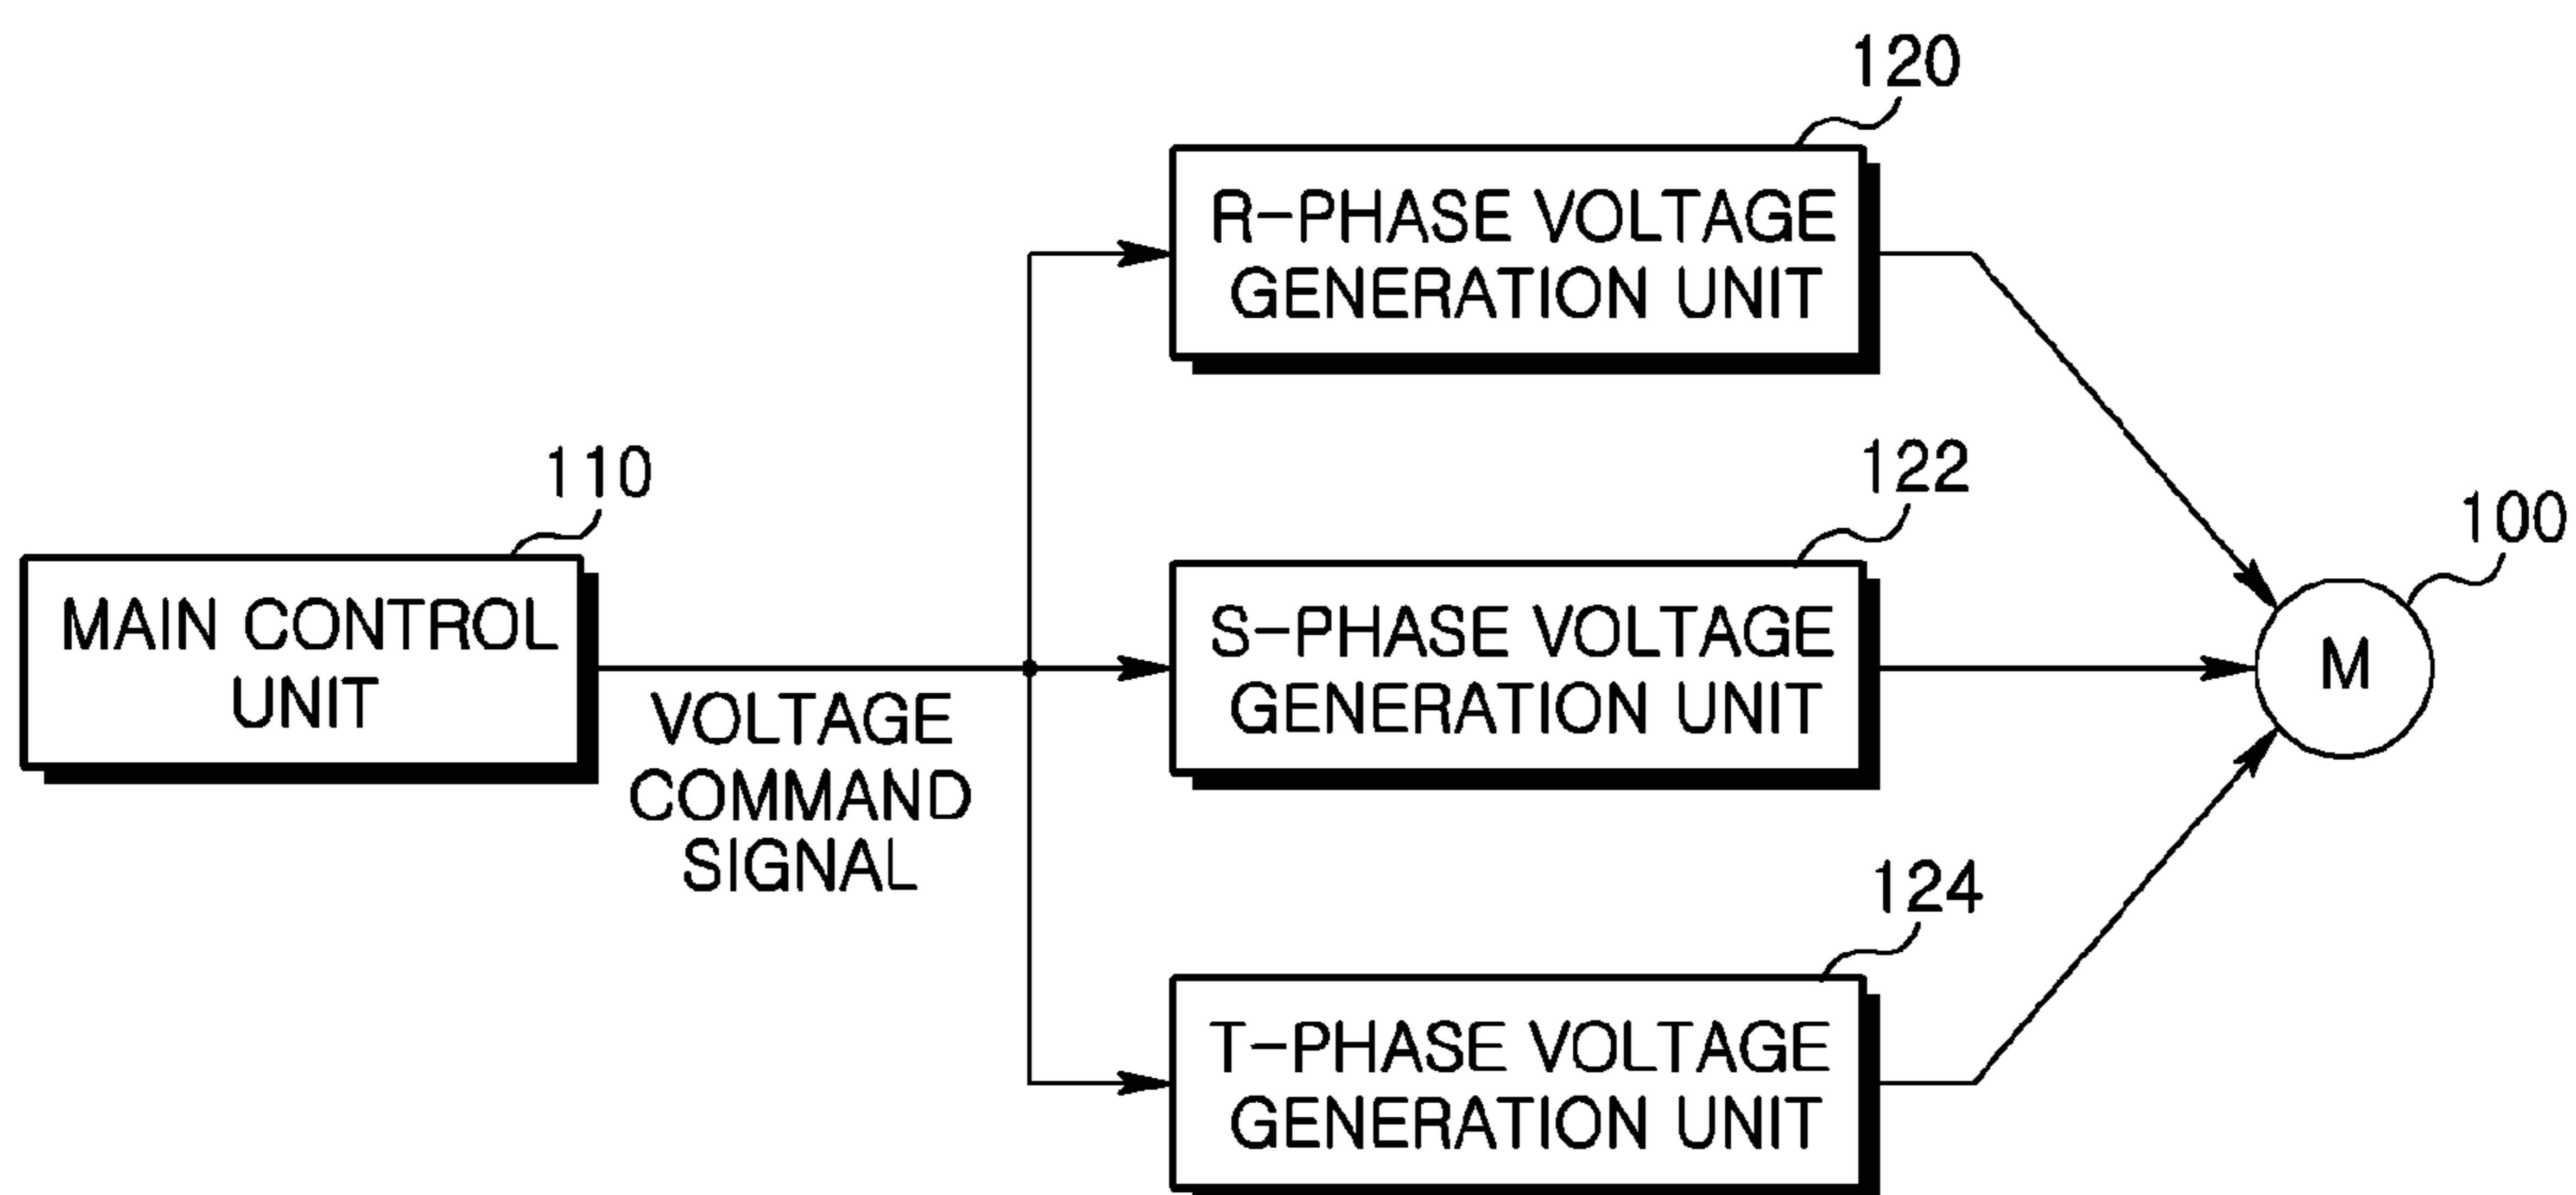 120
R-PHASE VOLTAGE
GENERATION UNIT
110
MAIN CONTROL
UNIT
VOLTAGE
COMMAND
SIGNAL
122
S-PHASE VOLTAGE
GENERATION UNIT
100
M
124
T-PHASE VOLTAGE
GENERATION UNIT